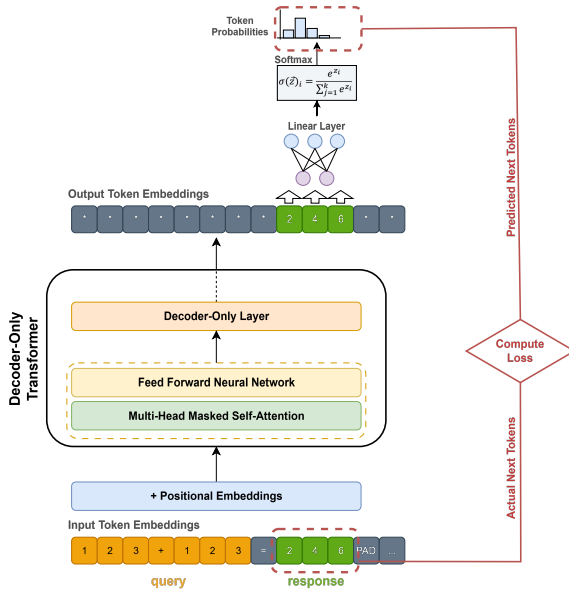 Token
Probabilities
Softmax
σ(z⃗)ᵢ = e^{zᵢ} / ∑_{j=1}^{k} e^{zᵢ}
Linear Layer
Output Token Embeddings
* * * * * * * * 2 4 6 * *
Decoder-Only
Transformer
Decoder-Only Layer
Feed Forward Neural Network
Multi-Head Masked Self-Attention
+ Positional Embeddings
Input Token Embeddings
1 2 3 + 1 2 3 = 2 4 6 PAD ...
query response
Predicted Next Tokens
Compute
Loss
Actual Next Tokens